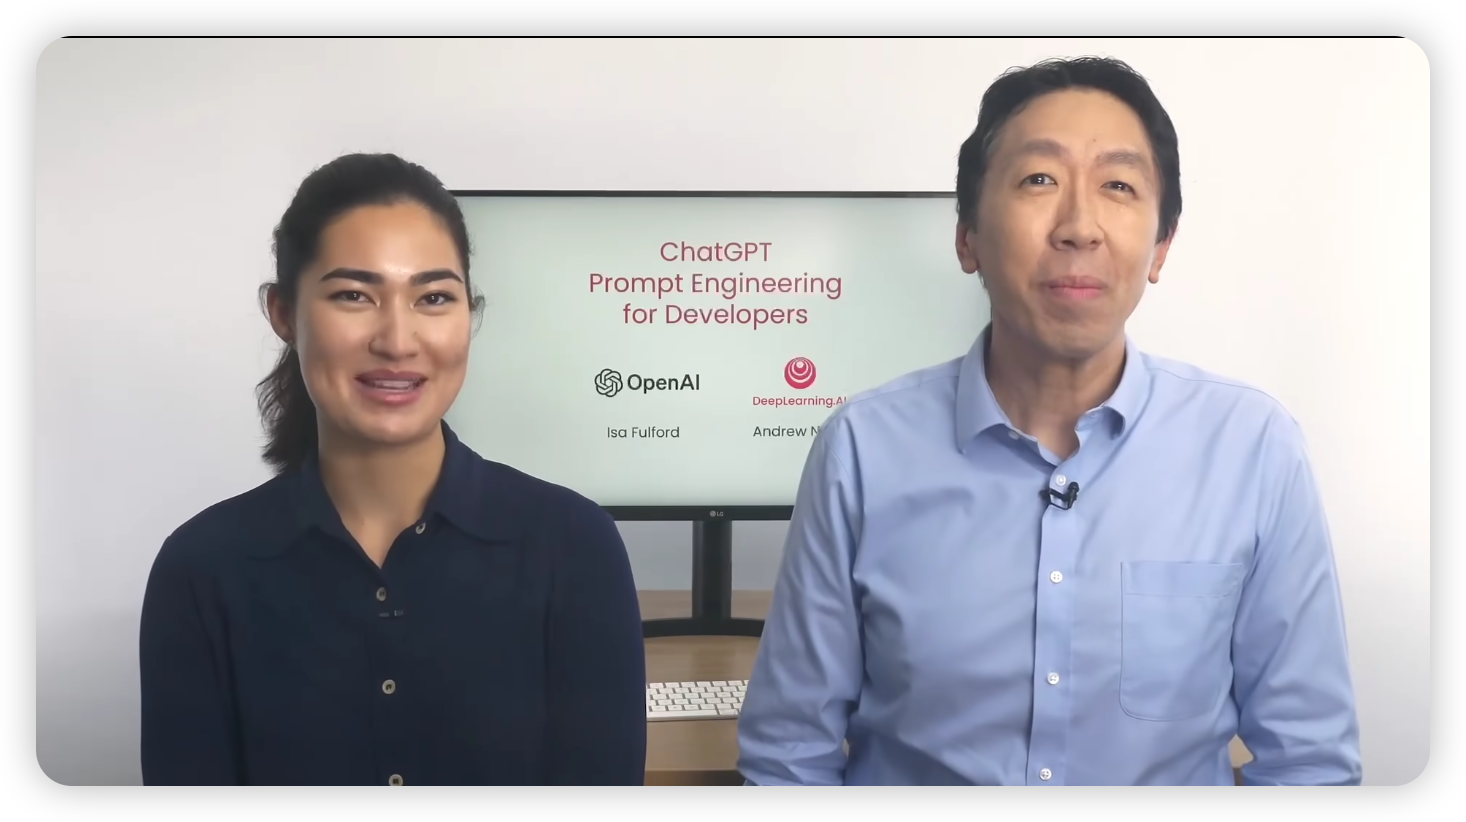 ChatGPT
Prompt Engineering
for Developers
OpenAI
DeepLearning.AI
Isa Fulford
Andrew
LG